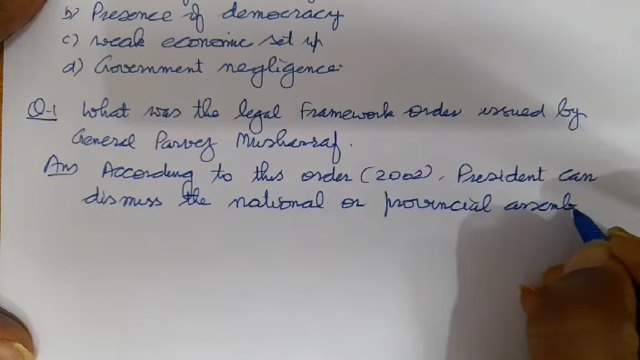 b) Presence of democracy
c) weak economic set up
d) Government negligence.
Q-1 What was the legal Framework order issued by
General Parvez Musharraf.
Ans According to this order (2002), President can
dismiss the national or provincial assemb